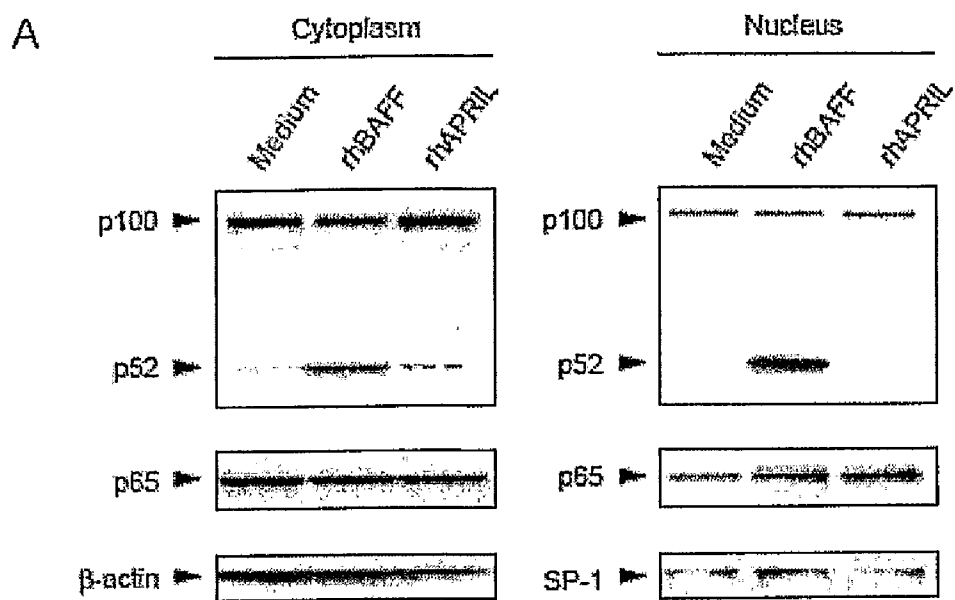 A
Cytoplasm
Nucleus
Medium
rhBAFF
rhAPRIL
Medium
rhBAFF
rhAPRIL
p100
p100
p52
p52
p65
p65
β-actin
SP-1